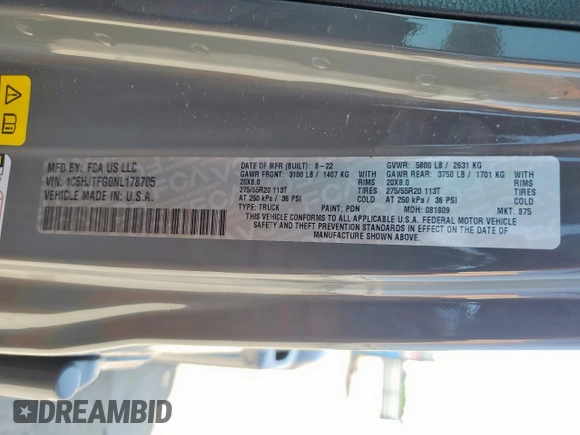 MFD BY: FCA US LLC
VIN: 1C6HJTFG0NL178705
VEHICLE MADE IN: U.S.A.
DATE OF MFR (BUILT): 8-22 GVWR: 5800 LB / 2631 KG
GAWR FRONT: 3100 LB / 1407 KG WITH GAWR REAR: 3750 LB / 1701 KG WITH
20X8.0 RIMS 20X8.0 RIMS
275/55R20 113T TIRES 275/55R20 113T TIRES
AT 250 kPa / 36 PSI COLD AT 250 kPa / 36 PSI COLD
TYPE: TRUCK PAINT: PDN MDH: 081809 MKT: 975
THIS VEHICLE CONFORMS TO ALL APPLICABLE U.S.A. FEDERAL MOTOR VEHICLE
SAFETY AND THEFT PREVENTION STANDARDS IN EFFECT ON THE DATE OF
MANUFACTURE SHOWN ABOVE.
DREAMBID